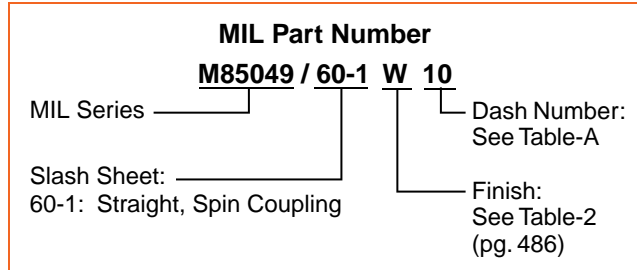 MIL Part Number
M85049 / 60-1 W 10
MIL Series
Dash Number:
See Table-A
Slash Sheet:
60-1: Straight, Spin Coupling
Finish:
See Table-2
(pg. 486)